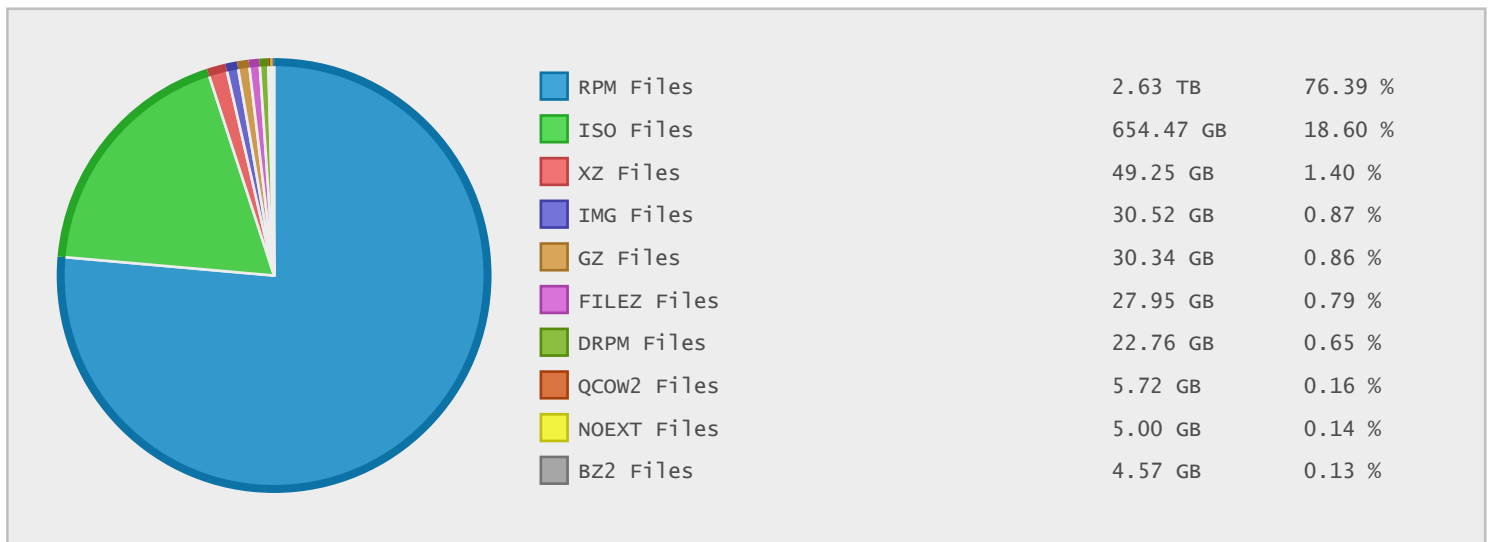 RPM Files 2.63 TB 76.39 %
ISO Files 654.47 GB 18.60 %
XZ Files 49.25 GB 1.40 %
IMG Files 30.52 GB 0.87 %
GZ Files 30.34 GB 0.86 %
FILEZ Files 27.95 GB 0.79 %
DRPM Files 22.76 GB 0.65 %
QCOW2 Files 5.72 GB 0.16 %
NOEXT Files 5.00 GB 0.14 %
BZ2 Files 4.57 GB 0.13 %